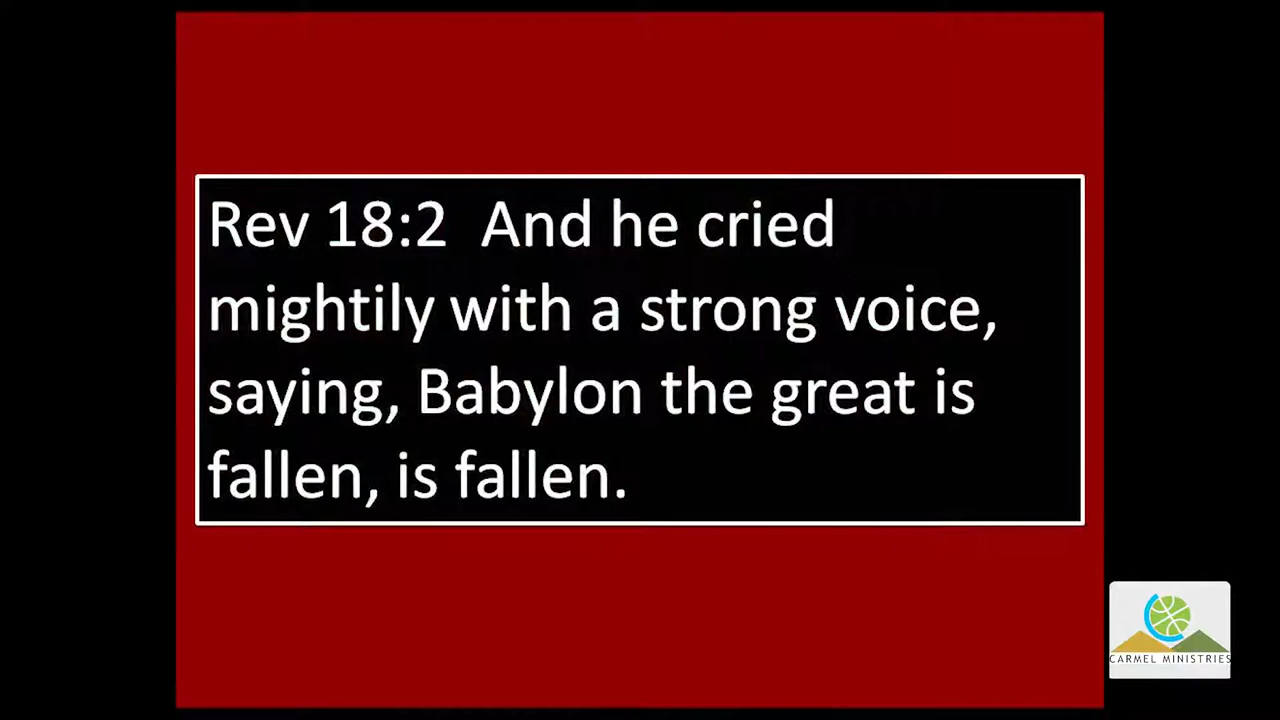 Rev 18:2  And he cried
mightily with a strong voice,
saying, Babylon the great is
fallen, is fallen.
CARMEL MINISTRIES